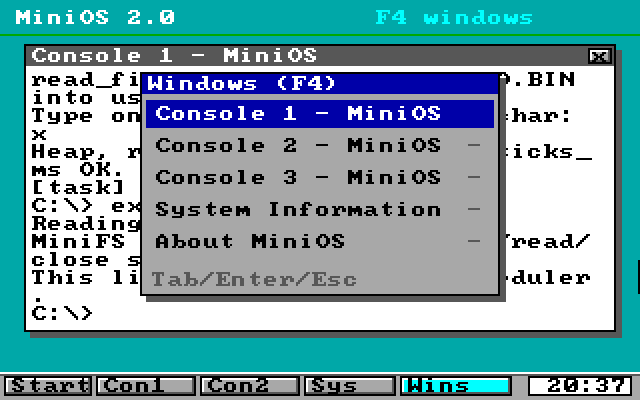 MiniOS 2.0 F4 windows
Console 1 - MiniOS
read_fi .BIN
into us
Type on char:
x
Heap, r ticks_
ms OK.
[task]
C:\> ex
Reading
MiniFS /read/
close s
This li duler
.
C:\>
Windows (F4)
Console 1 - MiniOS
Console 2 - MiniOS -
Console 3 - MiniOS -
System Information -
About MiniOS -
Tab/Enter/Esc
Start Con1 Con2 Sys Wins 20:37